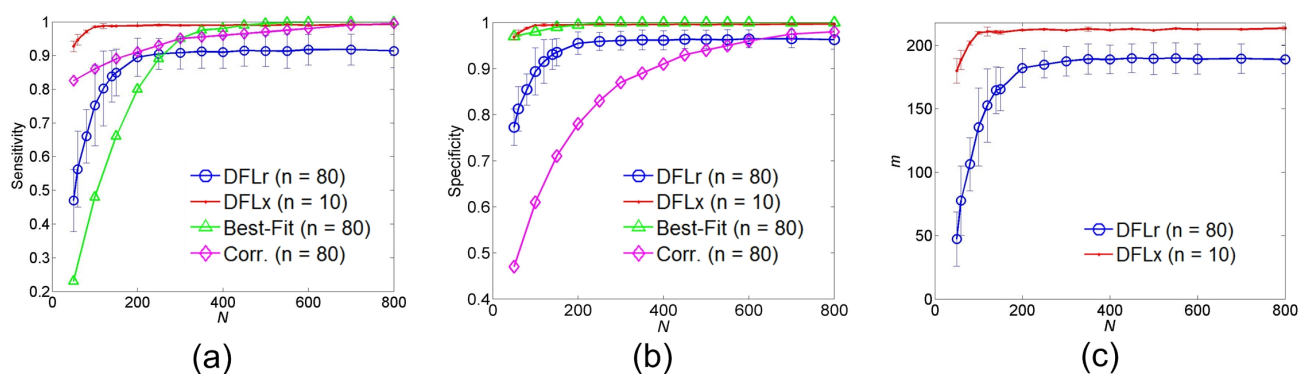 Sensitivity
1
0.9
0.8
0.7
0.6
0.5
0.4
0.3
0.2
0
200
400
600
800
N
DFLr (n = 80)
DFLx (n = 10)
Best-Fit (n = 80)
Corr. (n = 80)
(a)
Specificity
1
0.9
0.8
0.7
0.6
0.5
0.4
0
200
400
600
800
N
DFLr (n = 80)
DFLx (n = 10)
Best-Fit (n = 80)
Corr. (n = 80)
(b)
m
200
150
100
50
0
0
200
400
600
800
N
DFLr (n = 80)
DFLx (n = 10)
(c)